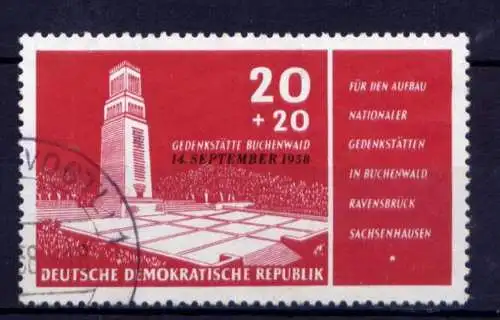 20
+ 20
GEDENKSTÄTTE BUCHENWALD
14. SEPTEMBER 1958
DEUTSCHE DEMOKRATISCHE REPUBLIK
FÜR DEN AUFBAU
NATIONALER
GEDENKSTÄTTEN
IN BUCHENWALD
RAVENSBRÜCK
SACHSENHAUSEN
*